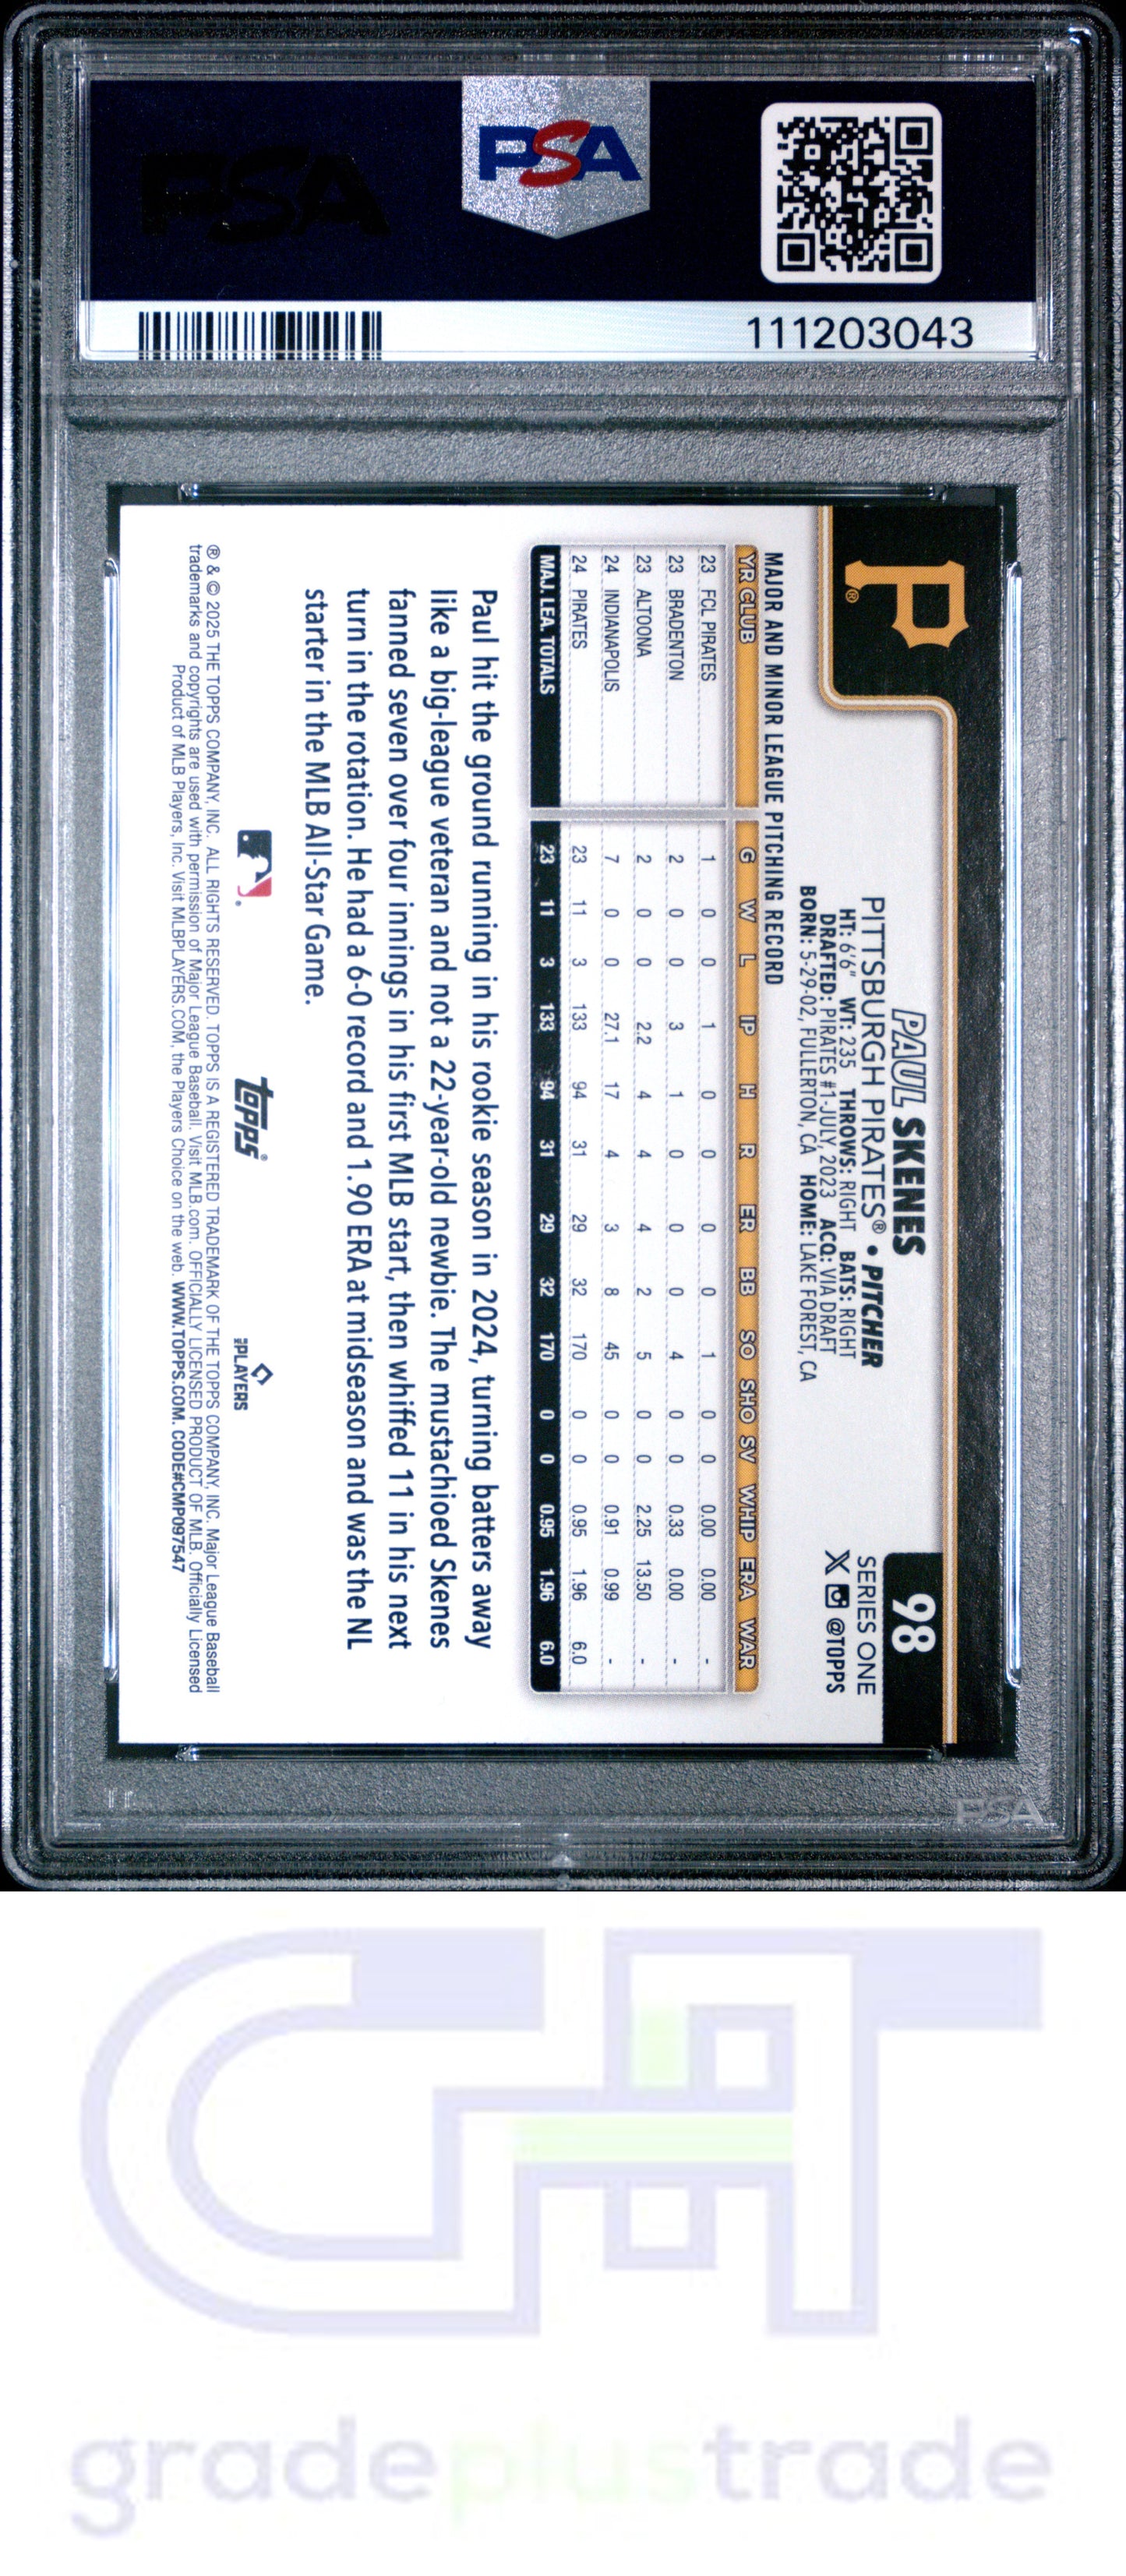 PSA
PSA
111203043
98
SERIES ONE
X @TOPPS
P®
PAUL SKENES
PITTSBURGH PIRATES® • PITCHER
HT: 6'6" WT: 235 THROWS: RIGHT BATS: RIGHT
DRAFTED: PIRATES #1-JULY, 2023 ACQ: VIA DRAFT
BORN: 5-29-02, FULLERTON, CA HOME: LAKE FOREST, CA
MAJOR AND MINOR LEAGUE PITCHING RECORD
YR CLUB G W L IP H R ER BB SO SHO SV WHIP ERA WAR
23 FCL PIRATES 1 0 0 1 0 0 0 0 1 0 0 0.00 0.00 -
23 BRADENTON 2 0 0 3 1 0 0 0 4 0 0 0.33 0.00 -
23 ALTOONA 2 0 0 2.2 4 4 4 2 5 0 0 2.25 13.50 -
24 INDIANAPOLIS 7 0 0 27.1 17 4 3 8 45 0 0 0.91 0.99 -
24 PIRATES 23 11 3 133 94 31 29 32 170 0 0 0.95 1.96 6.0
MAJ. LEA. TOTALS 23 11 3 133 94 31 29 32 170 0 0 0.95 1.96 6.0
Paul hit the ground running in his rookie season in 2024, turning batters away
like a big-league veteran and not a 22-year-old newbie. The mustachioed Skenes
fanned seven over four innings in his first MLB start, then whiffed 11 in his next
turn in the rotation. He had a 6-0 record and 1.90 ERA at midseason and was the NL
starter in the MLB All-Star Game.
topps®
PLAYERS
® & © 2025 THE TOPPS COMPANY, INC. ALL RIGHTS RESERVED. TOPPS IS A REGISTERED TRADEMARK OF THE TOPPS COMPANY, INC. Major League Baseball
trademarks and copyrights are used with permission of Major League Baseball. Visit MLB.com. OFFICIALLY LICENSED PRODUCT OF MLB. Officially Licensed
Product of MLB Players, Inc. Visit MLBPLAYERS.COM, the Players Choice on the web. WWW.TOPPS.COM. CODE#CMP097547
PSA
gradeplustrade